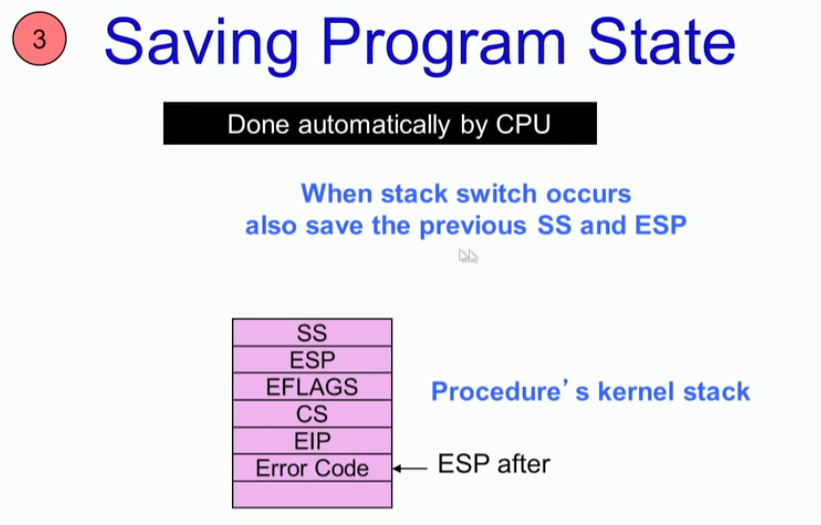 3
Saving Program State
Done automatically by CPU
When stack switch occurs
also save the previous SS and ESP
SS
ESP
EFLAGS
Procedure’s kernel stack
CS
EIP
Error Code
ESP after